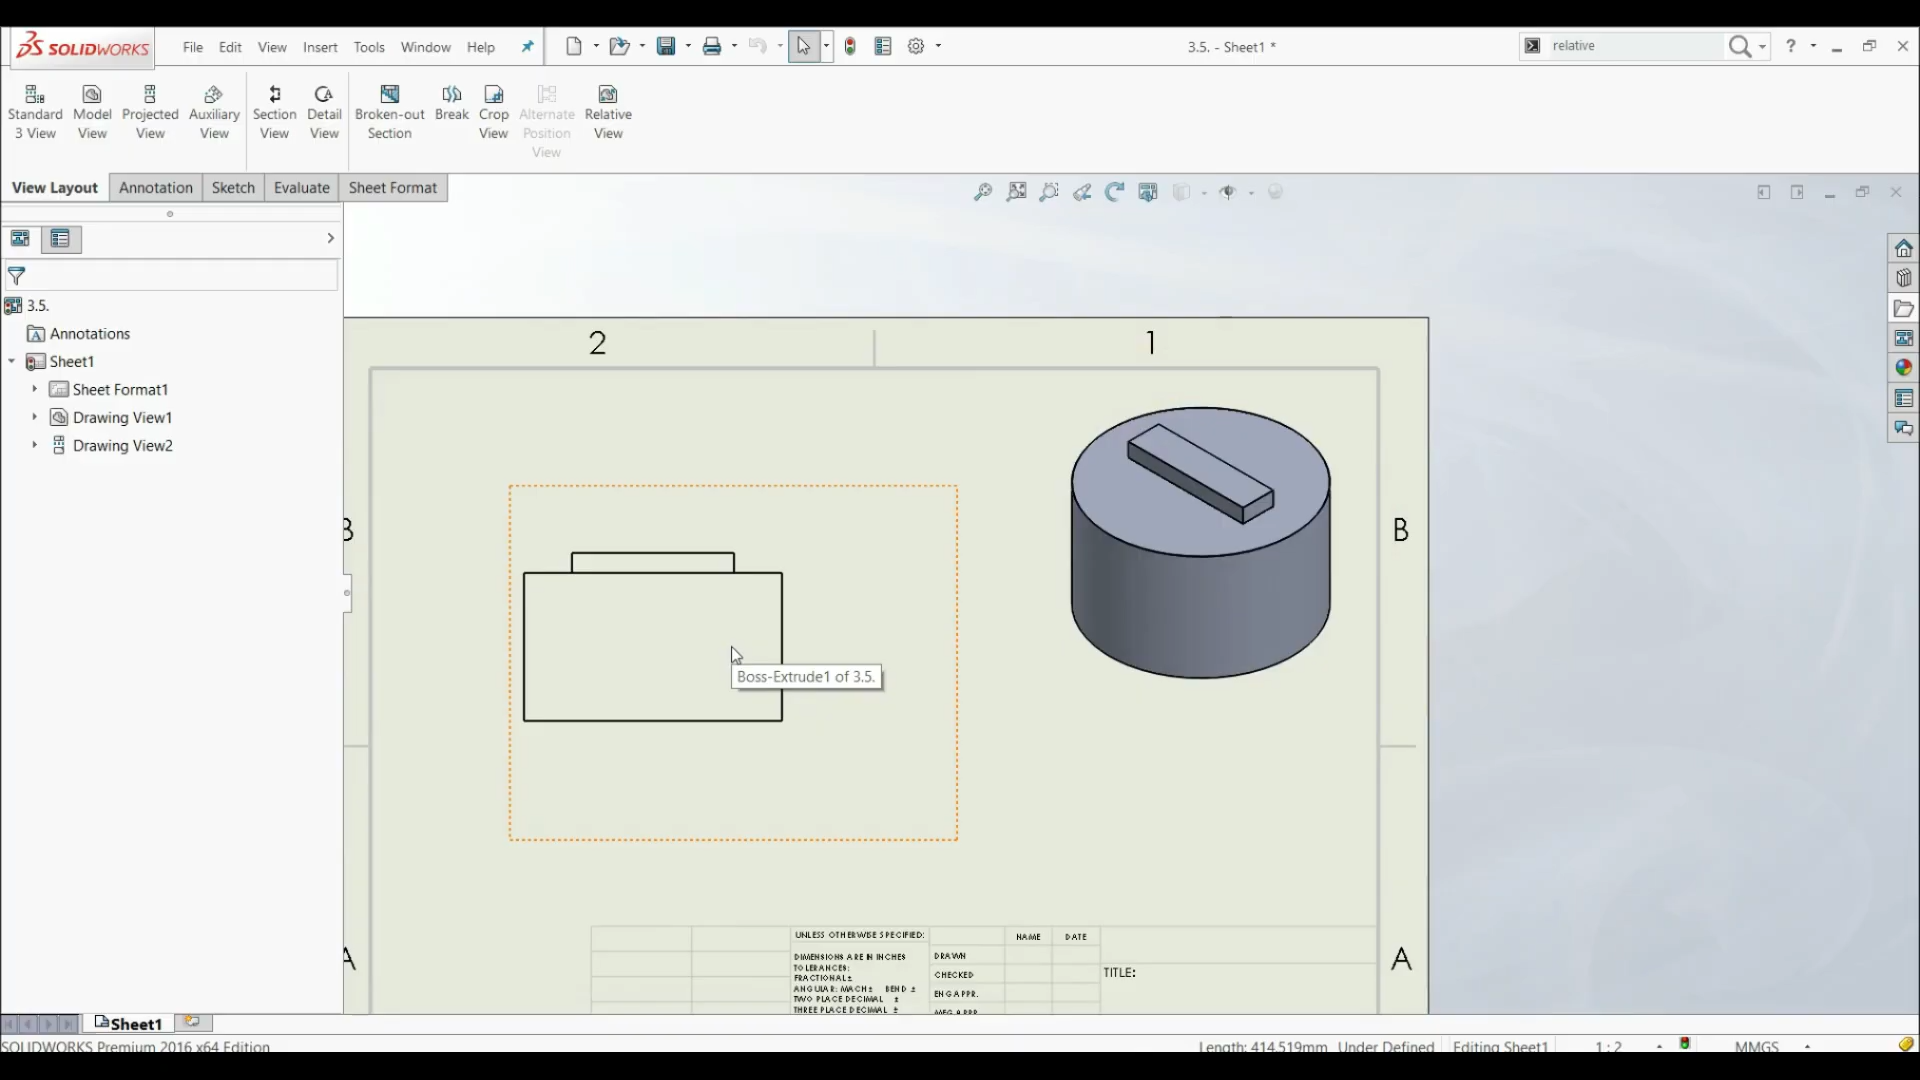 SOLIDWORKS File Edit View Insert Tools Window Help 3.5. - Sheet1 * relative ?
Standard 3 View
Model View
Projected View
Auxiliary View
Section View
Detail View
Broken-out Section
Break
Crop View
Alternate Position View
Relative View
View Layout Annotation Sketch Evaluate Sheet Format
3.5.
Annotations
Sheet1
Sheet Format1
Drawing View1
Drawing View2
2 1
B B
Boss-Extrude1 of 3.5.
A A
UNLESS OTHERWISE SPECIFIED:
DIMENSIONS ARE IN INCHES
TOLERANCES:
FRACTIONAL±
ANGULAR: MACH± BEND ±
TWO PLACE DECIMAL ±
THREE PLACE DECIMAL ±
NAME DATE
DRAWN
CHECKED
ENG APPR.
MFG APPR.
TITLE:
Sheet1
SOLIDWORKS Premium 2016 x64 Edition Length: 414.519mm Under Defined Editing Sheet1 1 : 2 MMGS